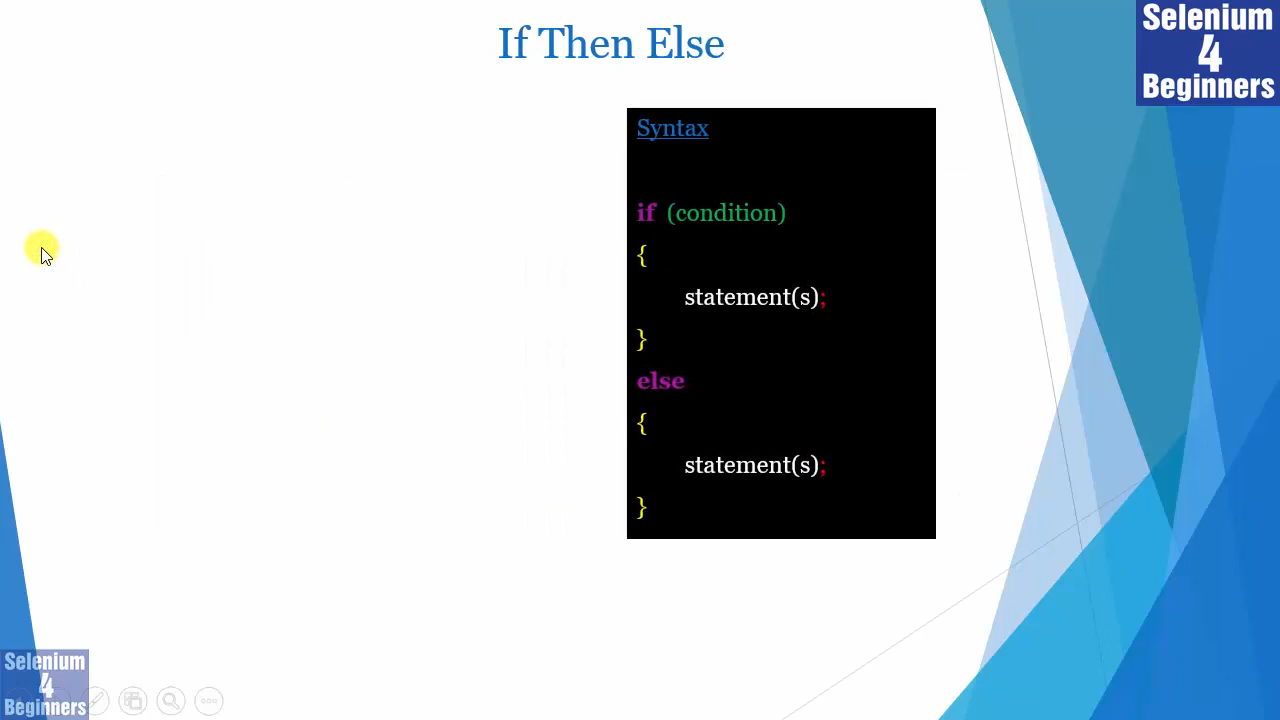 If Then Else
Selenium
4
Beginners
Syntax
if (condition)
{
statement(s);
}
else
{
statement(s);
}
Selenium
4
Beginners